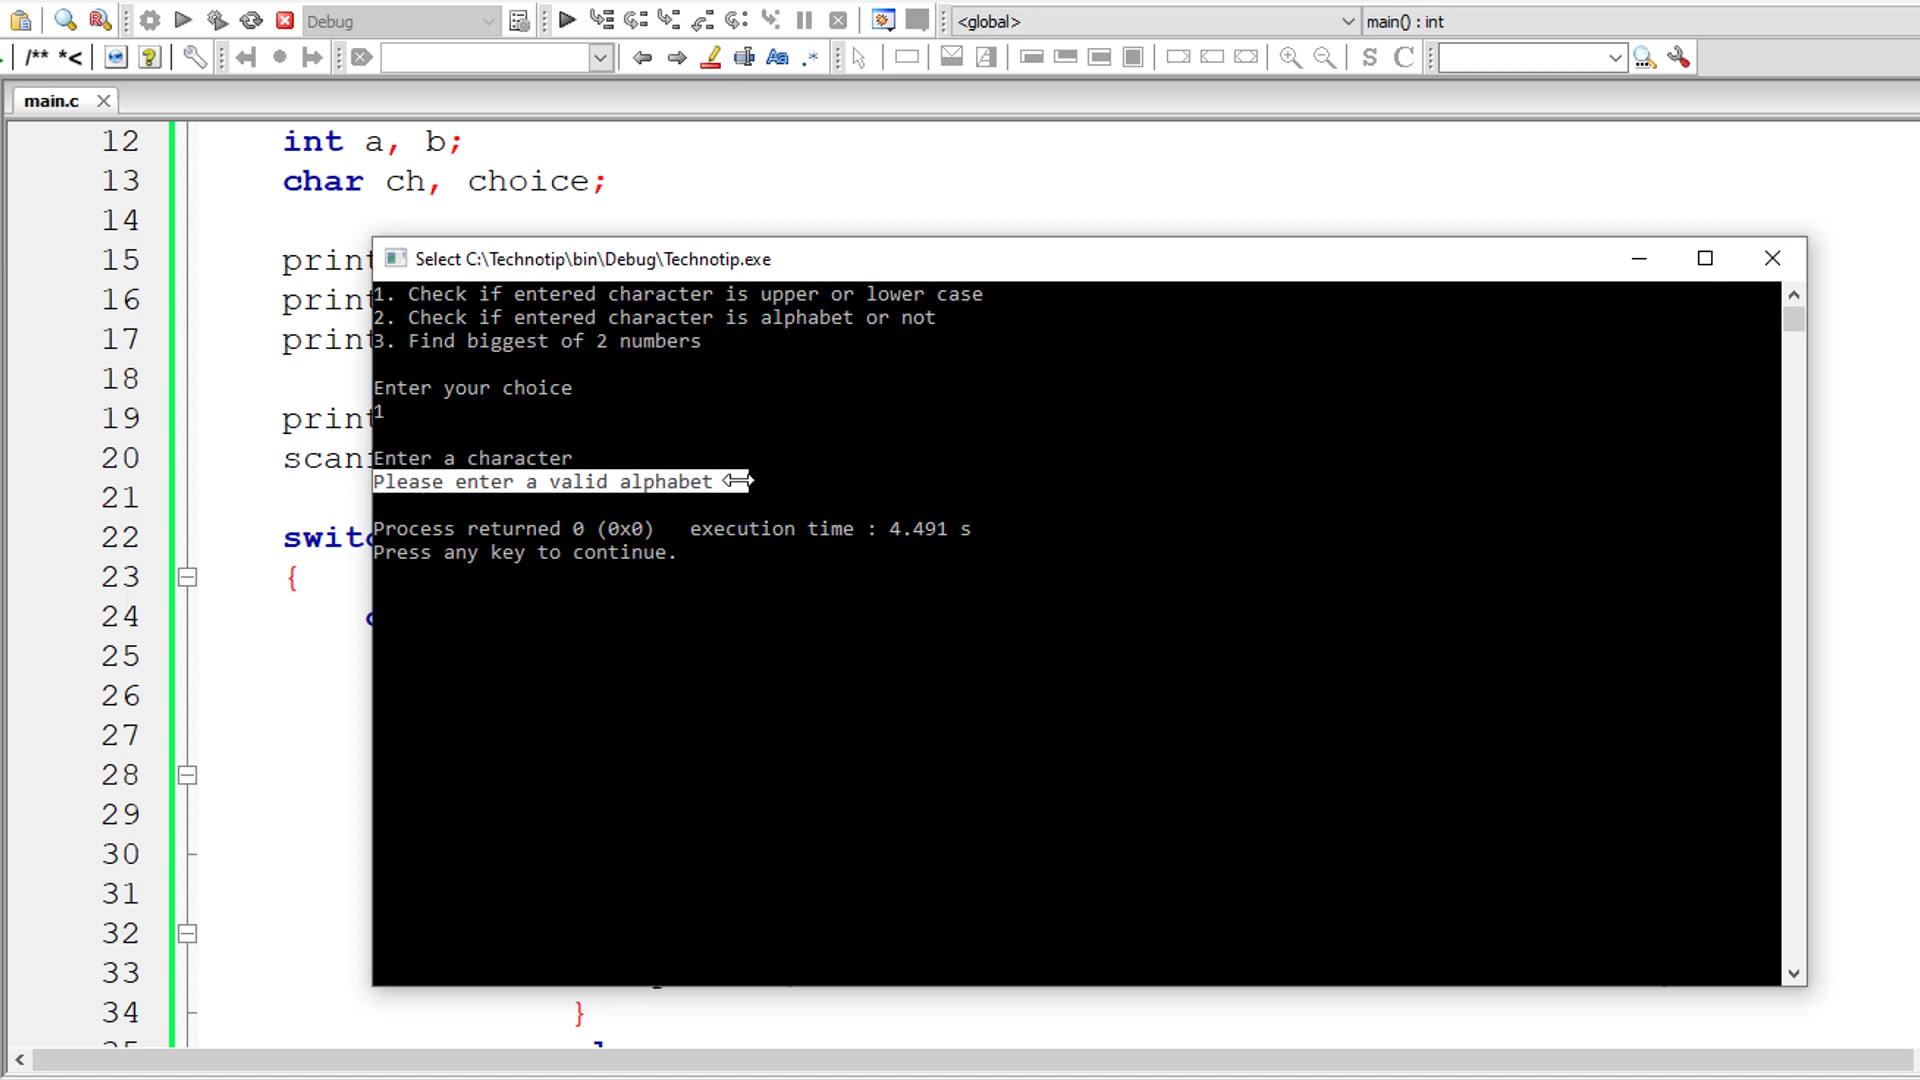 Debug
<global>
main() : int
/** *<
Aa .*
S C
main.c
12 int a, b;
13 char ch, choice;
14
15 print
16 print
17 print
18
19 print
20 scan
21
22 switc
23 {
24 c
25
26
27
28
29
30
31
32
33
34 }
Select C:\Technotip\bin\Debug\Technotip.exe
1. Check if entered character is upper or lower case
2. Check if entered character is alphabet or not
3. Find biggest of 2 numbers
Enter your choice
1
Enter a character
Please enter a valid alphabet
Process returned 0 (0x0)   execution time : 4.491 s
Press any key to continue.